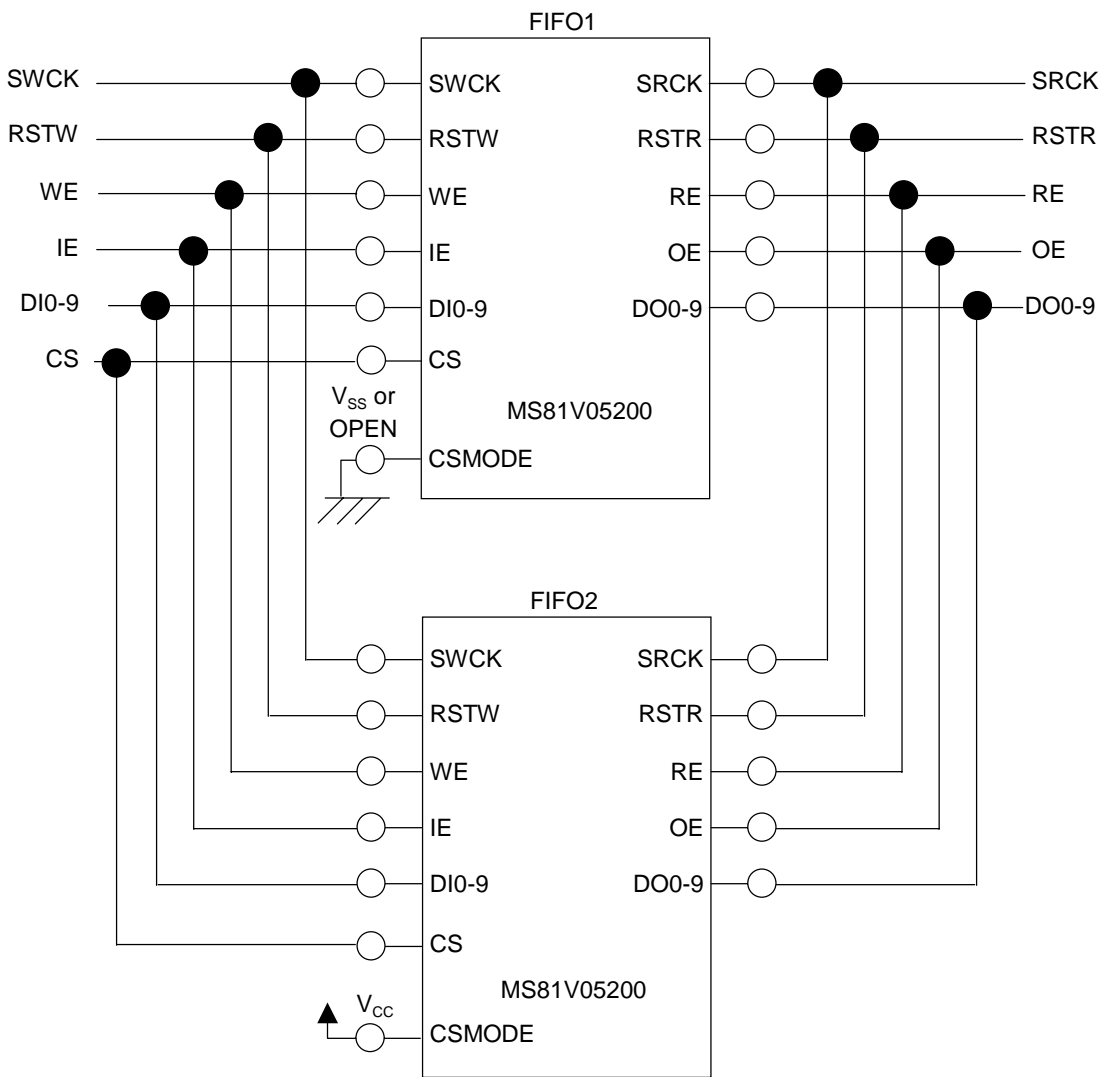 FIFO1
SWCK SWCK SRCK SRCK
RSTW RSTW RSTR RSTR
WE WE RE RE
IE IE OE OE
DI0-9 DI0-9 DO0-9 DO0-9
CS CS
V_SS or
OPEN
MS81V05200
CSMODE
FIFO2
SWCK SRCK
RSTW RSTR
WE RE
IE OE
DI0-9 DO0-9
CS
MS81V05200
V_CC
CSMODE